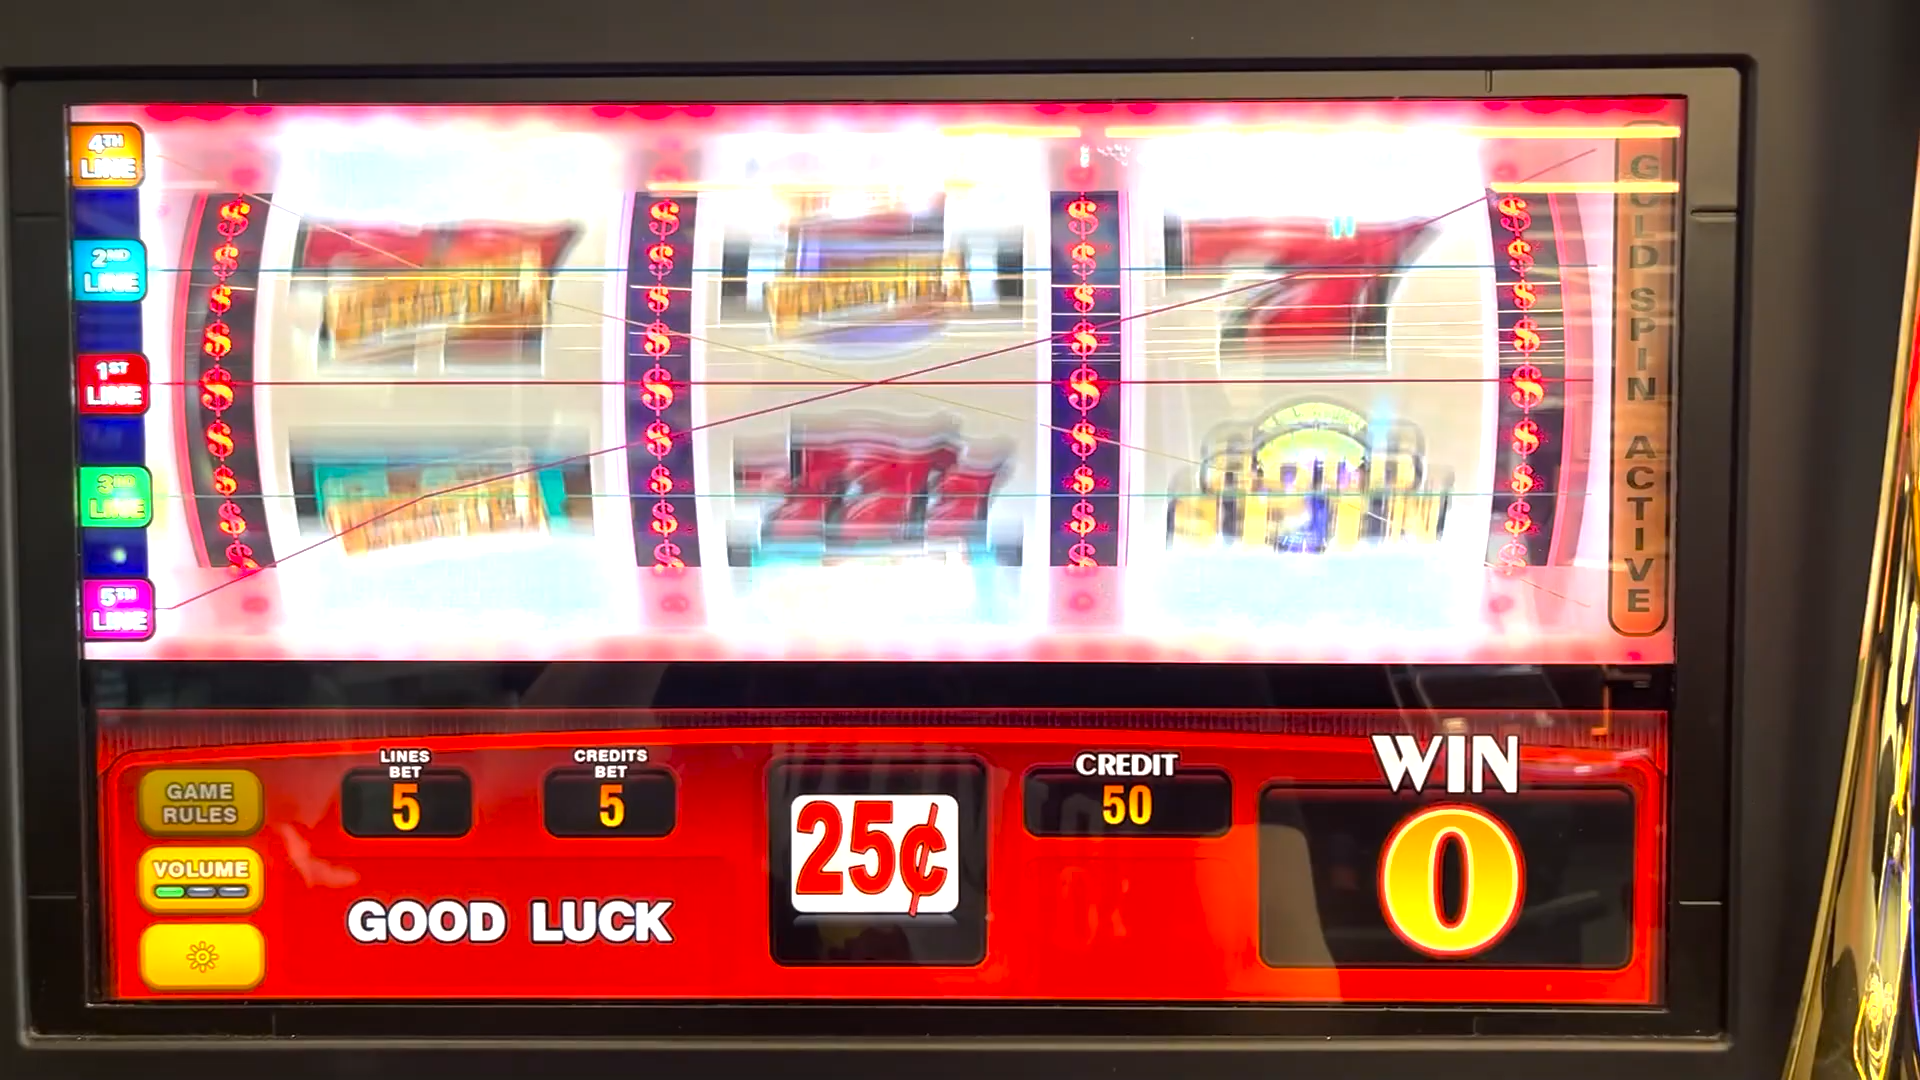 4TH
LINE
2ND
LINE
1ST
LINE
3RD
LINE
5TH
LINE
GOLD SPIN ACTIVE
GAME
RULES
VOLUME
LINES
BET
5
CREDITS
BET
5
GOOD LUCK
25¢
CREDIT
50
WIN
0